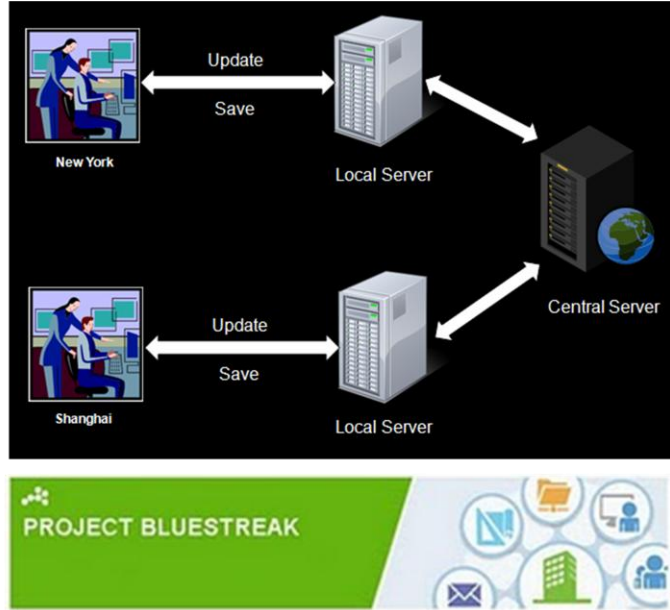 Update
Save
New York
Local Server
Central Server
Update
Save
Shanghai
Local Server
PROJECT BLUESTREAK